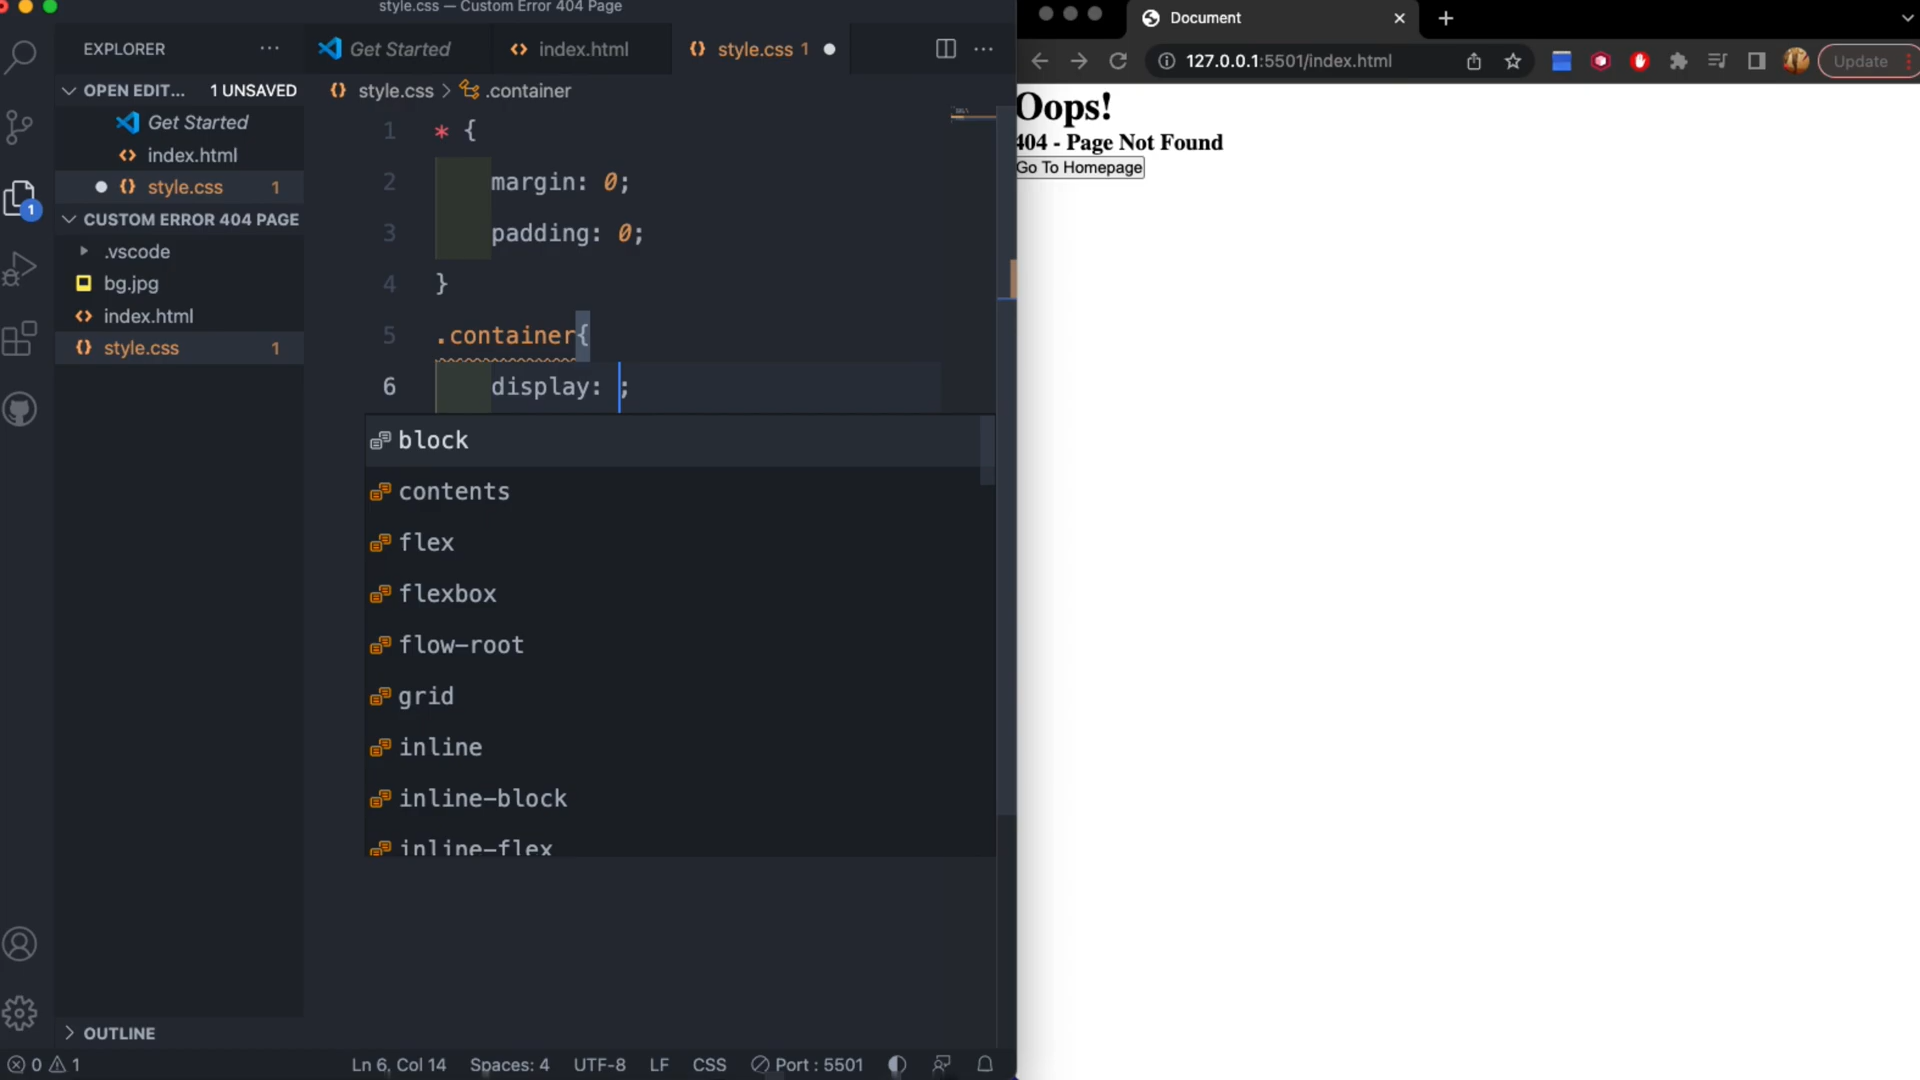 style.css — Custom Error 404 Page
EXPLORER
OPEN EDIT... 1 UNSAVED
Get Started
index.html
style.css 1
CUSTOM ERROR 404 PAGE
.vscode
bg.jpg
index.html
style.css 1
OUTLINE
Get Started index.html style.css 1
style.css > .container
1 * {
2 margin: 0;
3 padding: 0;
4 }
5 .container{
6 display: ;
block
contents
flex
flexbox
flow-root
grid
inline
inline-block
inline-flex
0 1 Ln 6, Col 14 Spaces: 4 UTF-8 LF CSS Port : 5501
1
Document
127.0.0.1:5501/index.html
Update
Oops!
404 - Page Not Found
Go To Homepage